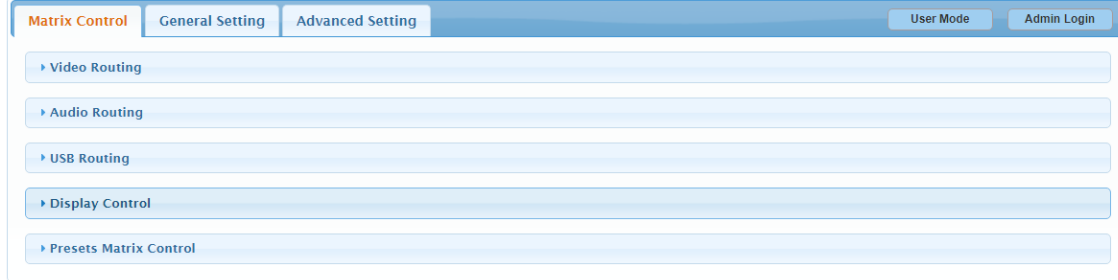 Matrix Control General Setting Advanced Setting User Mode Admin Login
Video Routing
Audio Routing
USB Routing
Display Control
Presets Matrix Control